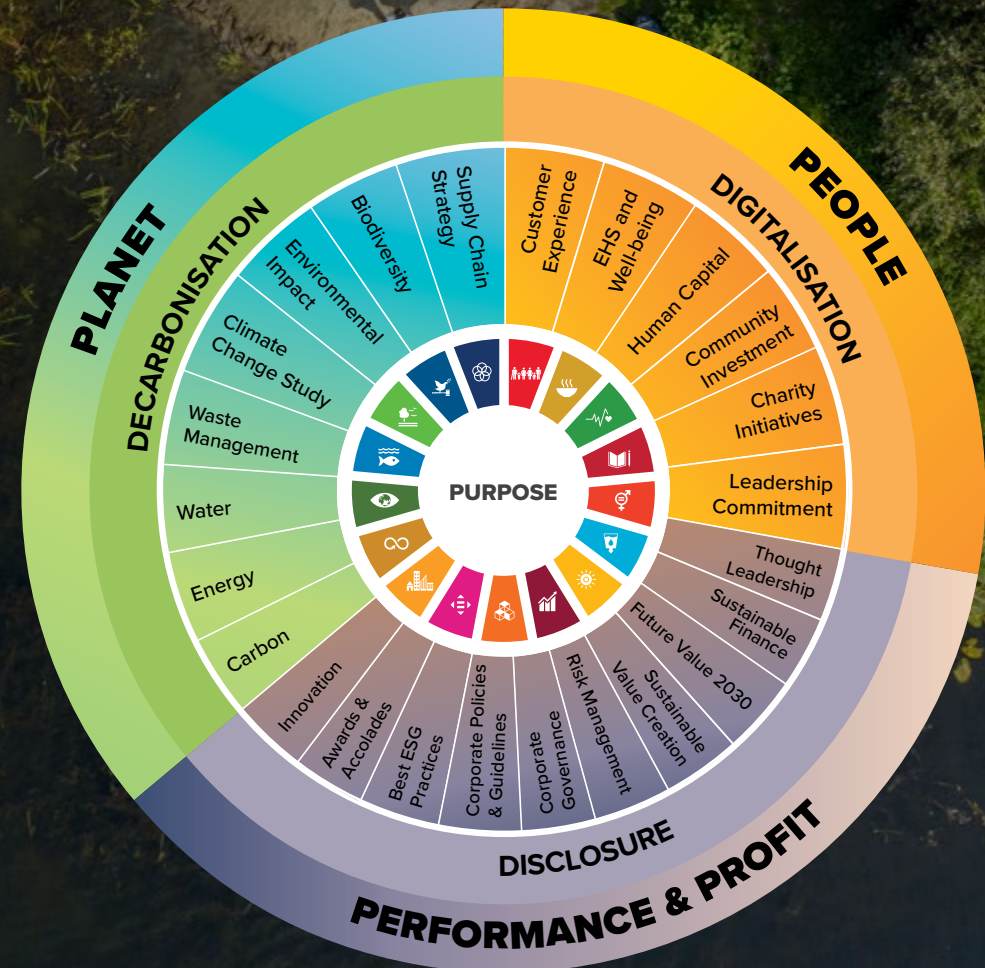 PLANET
PEOPLE
PERFORMANCE & PROFIT
DECARBONISATION
DIGITALISATION
DISCLOSURE
Customer
Experience
EHS and
Well-being
Human Capital
Community
Investment
Charity
Initiatives
Leadership
Commitment
Thought
Leadership
Sustainable
Finance
Future Value 2030
Sustainable
Value Creation
Risk Management
Corporate
Governance
Corporate Policies
& Guidelines
Best ESG
Practices
Awards &
Accolades
Innovation
Carbon
Energy
Water
Waste
Management
Climate
Change Study
Environmental
Impact
Biodiversity
Supply Chain
Strategy
PURPOSE